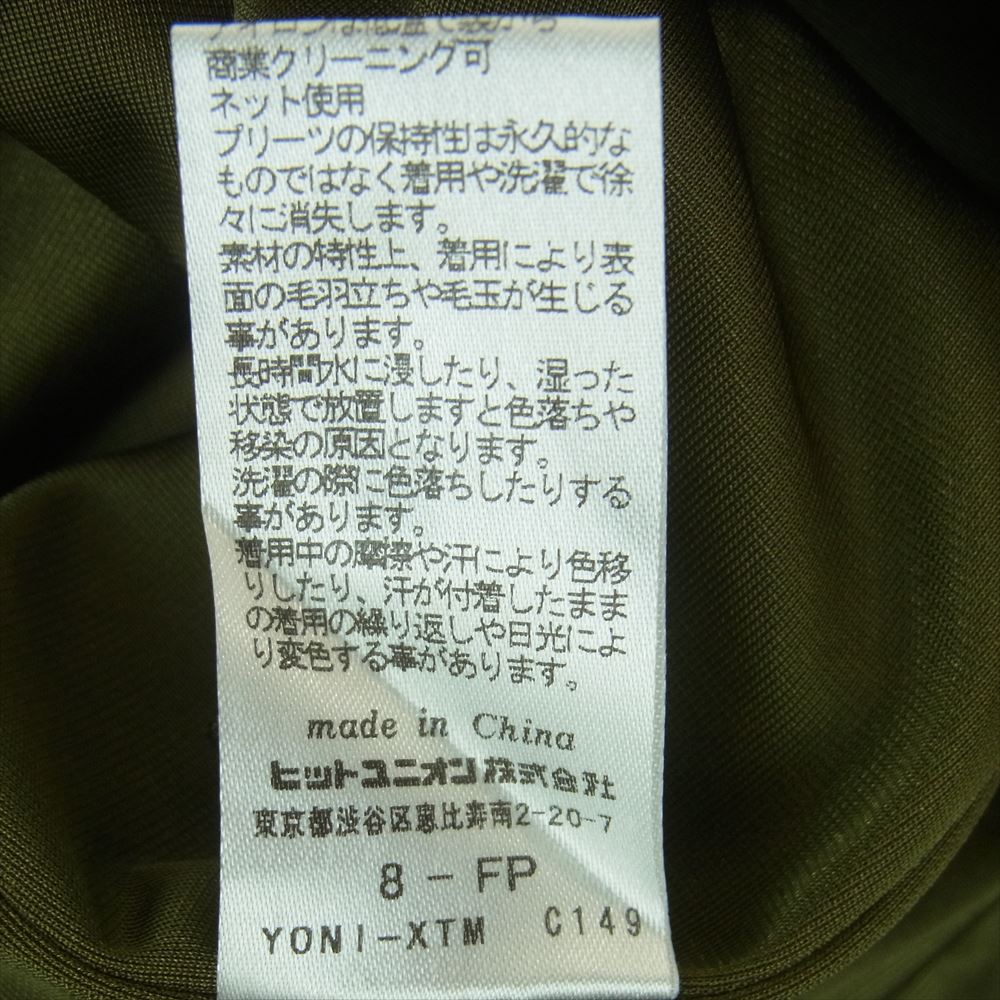 アイロンは低温で裏から
商業クリーニング可
ネット使用
プリーツの保持性は永久的な
ものではなく着用や洗濯で徐
々に消失します。
素材の特性上、着用により表
面の毛羽立ちや毛玉が生じる
事があります。
長時間水に浸したり、湿った
状態で放置しますと色落ちや
移染の原因となります。
洗濯の際に色落ちしたりする
事があります。
着用中の摩擦や汗により色移
りしたり、汗が付着したまま
の着用の繰り返しや日光によ
り変色する事があります。
made in China
ヒットユニオン株式会社
東京都渋谷区恵比寿南2-20-7
8-FP
YONI-XTM C149